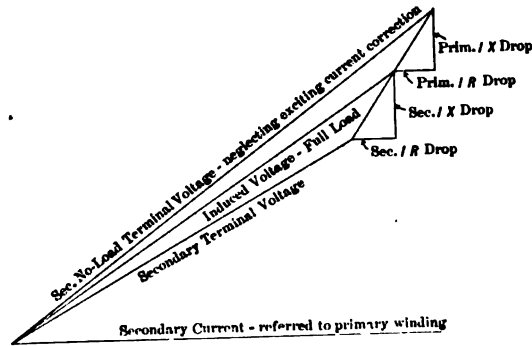 Prim. I X Drop
Prim. I R Drop
Sec. I X Drop
Sec. I R Drop
Sec. No-Load Terminal Voltage - neglecting exciting current correction
Induced Voltage - Full Load
Secondary Terminal Voltage
Secondary Current - referred to primary winding